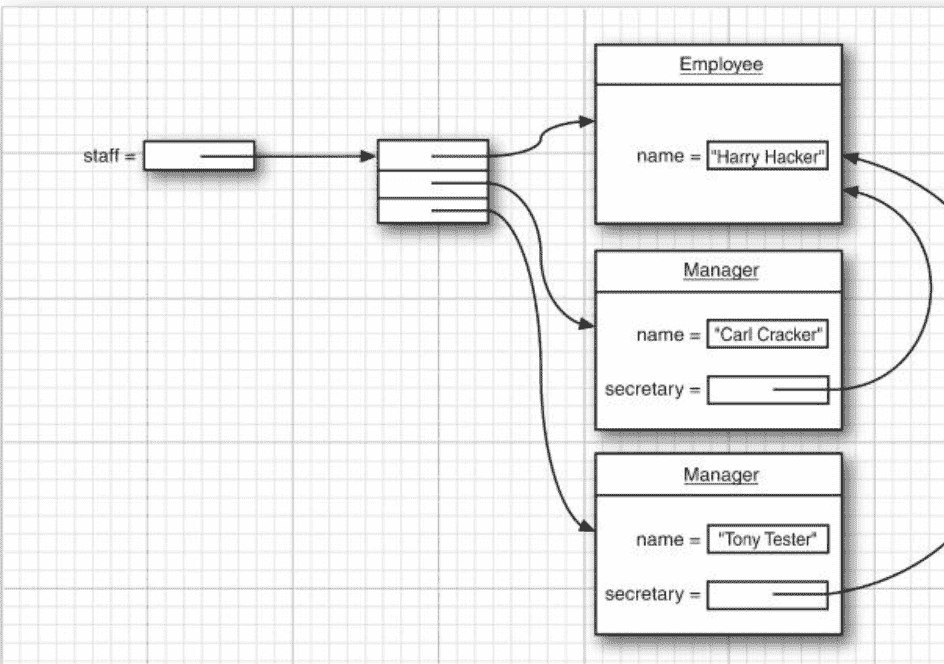 Employee
staff =
name = "Harry Hacker"
Manager
name = "Carl Cracker"
secretary =
Manager
name = "Tony Tester"
secretary =